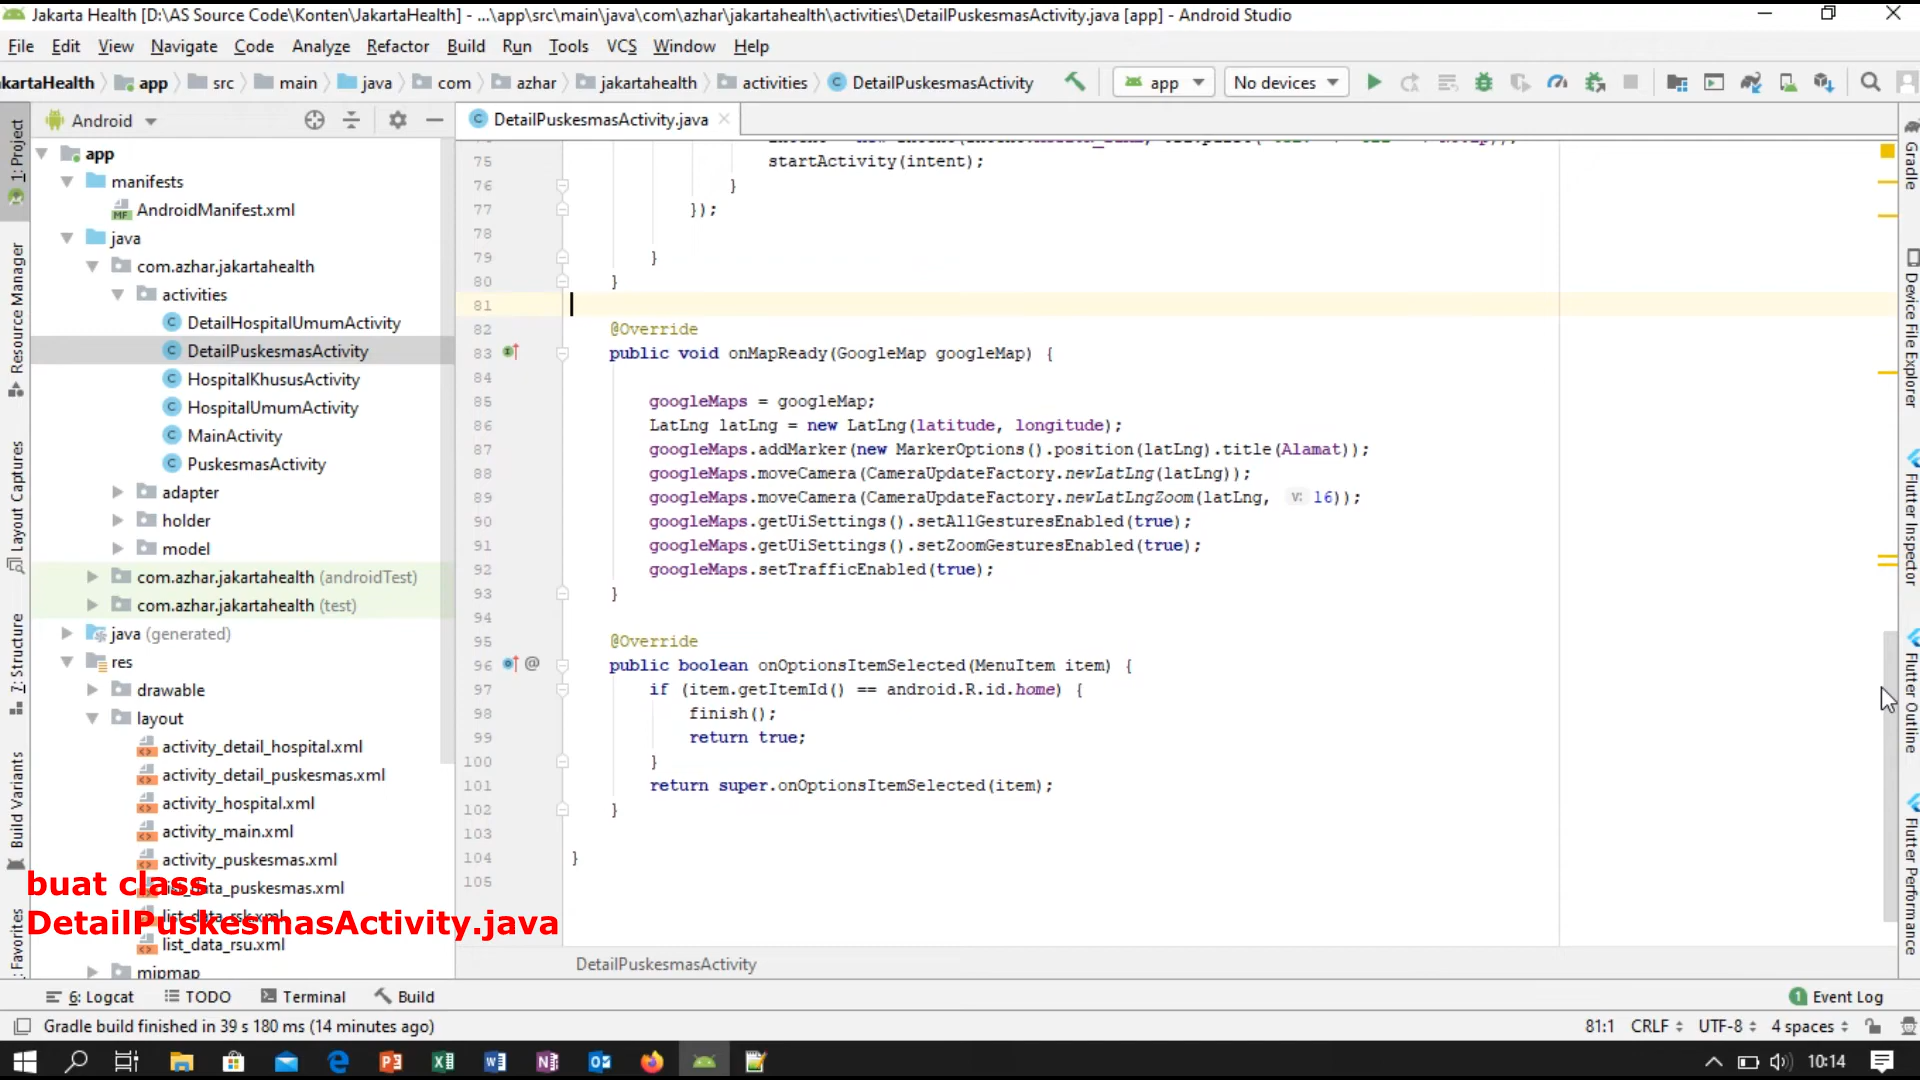 Jakarta Health [D:\AS Source Code\Konten\JakartaHealth] - ...\app\src\main\java\com\azhar\jakartahealth\activities\DetailPuskesmasActivity.java [app] - Android Studio
File Edit View Navigate Code Analyze Refactor Build Run Tools VCS Window Help
kartaHealth app src main java com azhar jakartahealth activities DetailPuskesmasActivity app No devices
1: Project
Resource Manager
Layout Captures
7: Structure
Build Variants
: Favorites
Android
app
manifests
AndroidManifest.xml
java
com.azhar.jakartahealth
activities
DetailHospitalUmumActivity
DetailPuskesmasActivity
HospitalKhususActivity
HospitalUmumActivity
MainActivity
PuskesmasActivity
adapter
holder
model
com.azhar.jakartahealth (androidTest)
com.azhar.jakartahealth (test)
java (generated)
res
drawable
layout
activity_detail_hospital.xml
activity_detail_puskesmas.xml
activity_hospital.xml
activity_main.xml
activity_puskesmas.xml
_data_puskesmas.xml
list_data_rsk.xml
list_data_rsu.xml
mipmap
buat class
DetailPuskesmasActivity.java
DetailPuskesmasActivity.java
75 startActivity(intent);
76 }
77 });
78
79 }
80 }
81
82 @Override
83 public void onMapReady(GoogleMap googleMap) {
84
85 googleMaps = googleMap;
86 LatLng latLng = new LatLng(latitude, longitude);
87 googleMaps.addMarker(new MarkerOptions().position(latLng).title(Alamat));
88 googleMaps.moveCamera(CameraUpdateFactory.newLatLng(latLng));
89 googleMaps.moveCamera(CameraUpdateFactory.newLatLngZoom(latLng, v: 16));
90 googleMaps.getUiSettings().setAllGesturesEnabled(true);
91 googleMaps.getUiSettings().setZoomGesturesEnabled(true);
92 googleMaps.setTrafficEnabled(true);
93 }
94
95 @Override
96 @ public boolean onOptionsItemSelected(MenuItem item) {
97 if (item.getItemId() == android.R.id.home) {
98 finish();
99 return true;
100 }
101 return super.onOptionsItemSelected(item);
102 }
103
104 }
105
DetailPuskesmasActivity
Gradle
Device File Explorer
Flutter Inspector
Flutter Outline
Flutter Performance
6: Logcat TODO Terminal Build 1 Event Log
Gradle build finished in 39 s 180 ms (14 minutes ago) 81:1 CRLF UTF-8 4 spaces
10:14